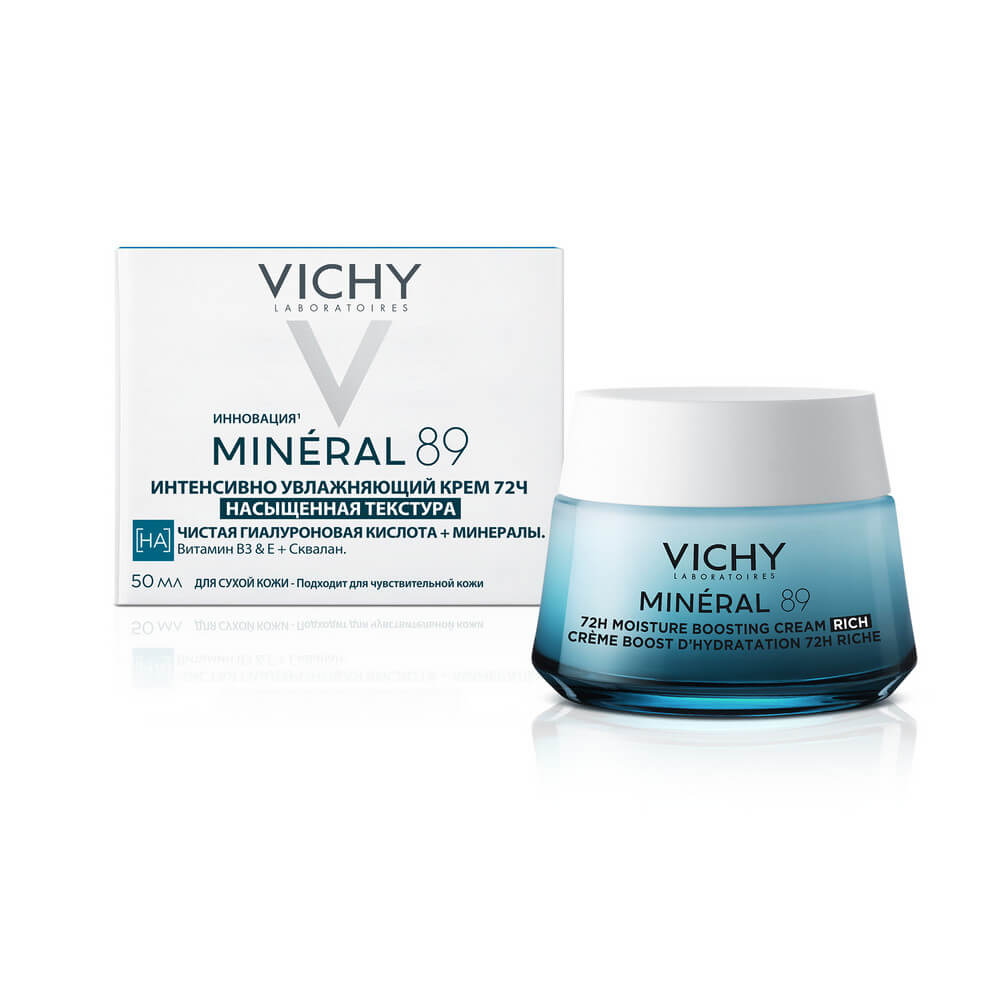 VICHY
LABORATOIRES
ИННОВАЦИЯ¹
MINÉRAL 89
ИНТЕНСИВНО УВЛАЖНЯЮЩИЙ КРЕМ 72Ч
НАСЫЩЕННАЯ ТЕКСТУРА
[HA] ЧИСТАЯ ГИАЛУРОНОВАЯ КИСЛОТА + МИНЕРАЛЫ.
Витамин B3 & E + Сквалан.
50 МЛ ДЛЯ СУХОЙ КОЖИ - Подходит для чувствительной кожи
VICHY
LABORATOIRES
MINÉRAL 89
72H MOISTURE BOOSTING CREAM RICH
CRÈME BOOST D'HYDRATATION 72H RICHE